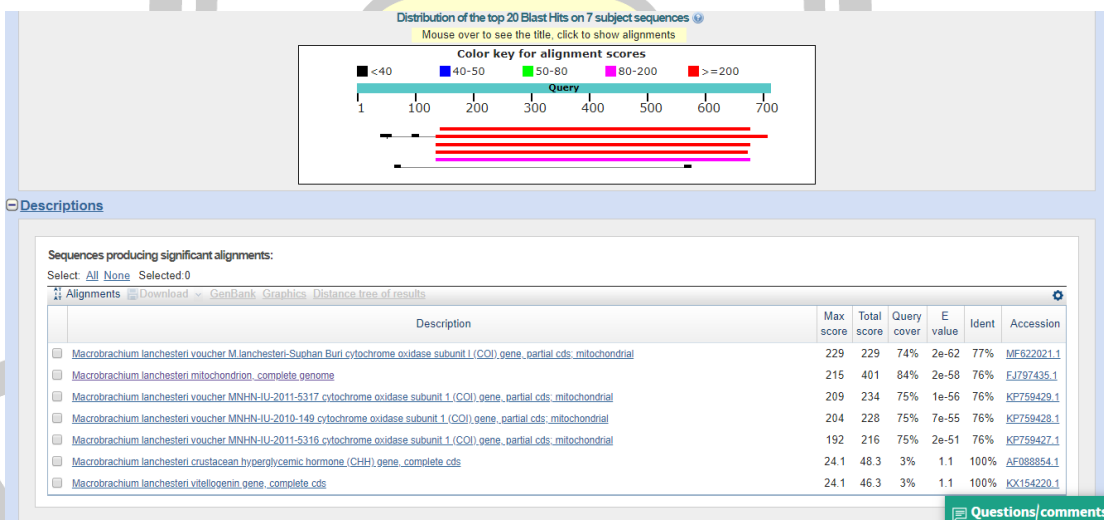 Distribution of the top 20 Blast Hits on 7 subject sequences
Mouse over to see the title, click to show alignments
Color key for alignment scores
<40 40-50 50-80 80-200 >=200
Query
1 100 200 300 400 500 600 700
Descriptions
Sequences producing significant alignments:
Select: All None Selected:0
Alignments Download GenBank Graphics Distance tree of results
Description Max score Total score Query cover E value Ident Accession
Macrobrachium lanchesteri voucher M.lanchesteri-Suphan Buri cytochrome oxidase subunit I (COI) gene, partial cds; mitochondrial 229 229 74% 2e-62 77% MF622021.1
Macrobrachium lanchesteri mitochondrion, complete genome 215 401 84% 2e-58 76% FJ797435.1
Macrobrachium lanchesteri voucher MNHN-IU-2011-5317 cytochrome oxidase subunit 1 (COI) gene, partial cds; mitochondrial 209 234 75% 1e-56 76% KP759429.1
Macrobrachium lanchesteri voucher MNHN-IU-2010-149 cytochrome oxidase subunit 1 (COI) gene, partial cds; mitochondrial 204 228 75% 7e-55 76% KP759428.1
Macrobrachium lanchesteri voucher MNHN-IU-2011-5316 cytochrome oxidase subunit 1 (COI) gene, partial cds; mitochondrial 192 216 75% 2e-51 76% KP759427.1
Macrobrachium lanchesteri crustacean hyperglycemic hormone (CHH) gene, complete cds 24.1 48.3 3% 1.1 100% AF088854.1
Macrobrachium lanchesteri vitellogenin gene, complete cds 24.1 46.3 3% 1.1 100% KX154220.1
Questions/comments